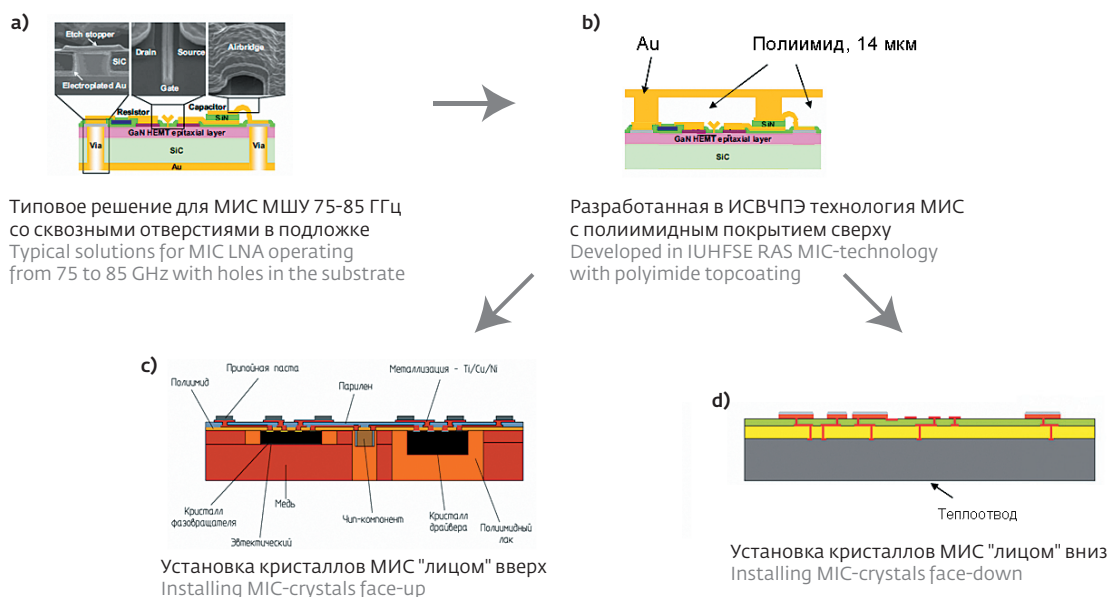 a)
Etch stopper
SiC
Electroplated Au
Drain
Source
Gate
Airbridge
Resistor
Capacitor
SiN
GaN HEMT epitaxial layer
Via
SiC
Via
Au
Типовое решение для МИС МШУ 75-85 ГГц
со сквозными отверстиями в подложке
Typical solutions for MIC LNA operating
from 75 to 85 GHz with holes in the substrate
b)
Au
Полиимид, 14 мкм
SiN
GaN HEMT epitaxial layer
SiC
Разработанная в ИСВЧПЭ технология МИС
с полиимидным покрытием сверху
Developed in IUHFSE RAS MIC-technology
with polyimide topcoating
c)
Припойная паста
Металлизация - Ti/Cu/Ni
Полиимид
Парилен
Кристалл
фазовращателя
Медь
Эвтектический
Чип-компонент
Кристалл
драйвера
Полиимидный
лак
Установка кристаллов МИС "лицом" вверх
Installing MIC-crystals face-up
d)
Теплоотвод
Установка кристаллов МИС "лицом" вниз
Installing MIC-crystals face-down